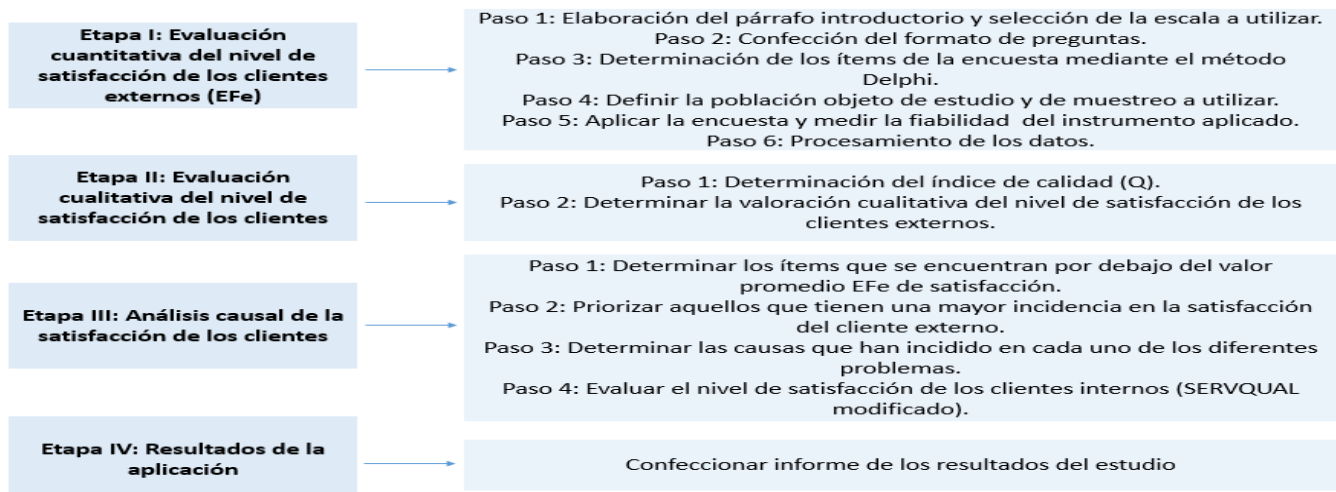 Etapa I: Evaluación
cuantitativa del nivel de
satisfacción de los clientes
externos (EFe)
Paso 1: Elaboración del párrafo introductorio y selección de la escala a utilizar.
Paso 2: Confección del formato de preguntas.
Paso 3: Determinación de los ítems de la encuesta mediante el método
Delphi.
Paso 4: Definir la población objeto de estudio y de muestreo a utilizar.
Paso 5: Aplicar la encuesta y medir la fiabilidad del instrumento aplicado.
Paso 6: Procesamiento de los datos.
Etapa II: Evaluación
cualitativa del nivel de
satisfacción de los clientes
Paso 1: Determinación del índice de calidad (Q).
Paso 2: Determinar la valoración cualitativa del nivel de satisfacción de los
clientes externos.
Etapa III: Análisis causal de la
satisfacción de los clientes
Paso 1: Determinar los ítems que se encuentran por debajo del valor
promedio EFe de satisfacción.
Paso 2: Priorizar aquellos que tienen una mayor incidencia en la satisfacción
del cliente externo.
Paso 3: Determinar las causas que han incidido en cada uno de los diferentes
problemas.
Paso 4: Evaluar el nivel de satisfacción de los clientes internos (SERVQUAL
modificado).
Etapa IV: Resultados de la
aplicación
Confeccionar informe de los resultados del estudio